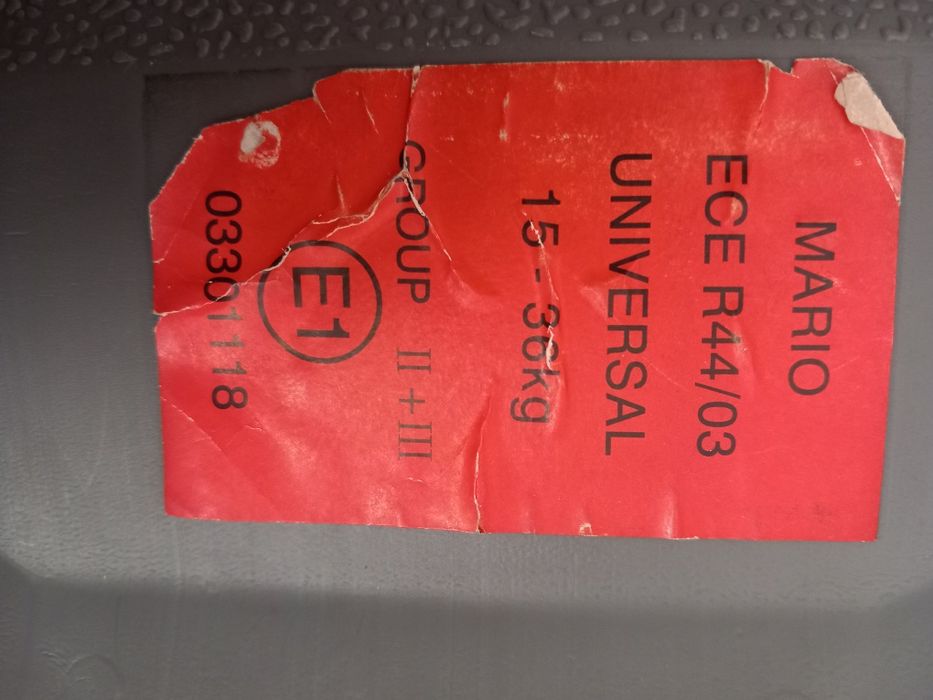 MARIO
ECE R44/03
UNIVERSAL
15 - 36kg
GROUP II + III
E1
03301118